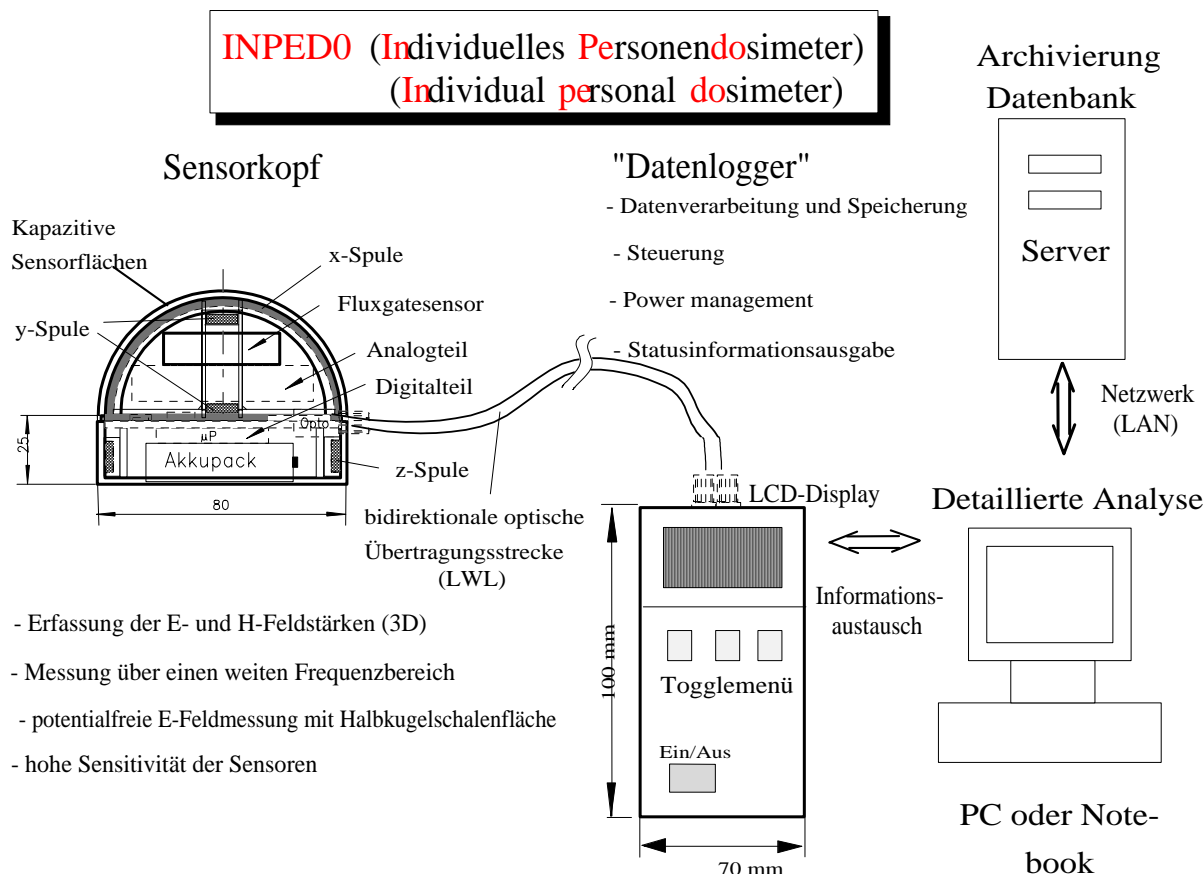 INPED0 (Individuelles Personendosimeter)
(Individual personal dosimeter)
Archivierung
Datenbank
Server
Netzwerk
(LAN)
Sensorkopf
Kapazitive
Sensorflächen
x-Spule
Fluxgatesensor
y-Spule
Analogteil
Digitalteil
Opto
µP
Akkupack
z-Spule
25
80
bidirektionale optische
Übertragungsstrecke
(LWL)
"Datenlogger"
- Datenverarbeitung und Speicherung
- Steuerung
- Power management
- Statusinformationsausgabe
LCD-Display
Togglemenü
Ein/Aus
100 mm
70 mm
Informations-
austausch
Detaillierte Analyse
PC oder Note-
book
- Erfassung der E- und H-Feldstärken (3D)
- Messung über einen weiten Frequenzbereich
- potentialfreie E-Feldmessung mit Halbkugelschalenfläche
- hohe Sensitivität der Sensoren